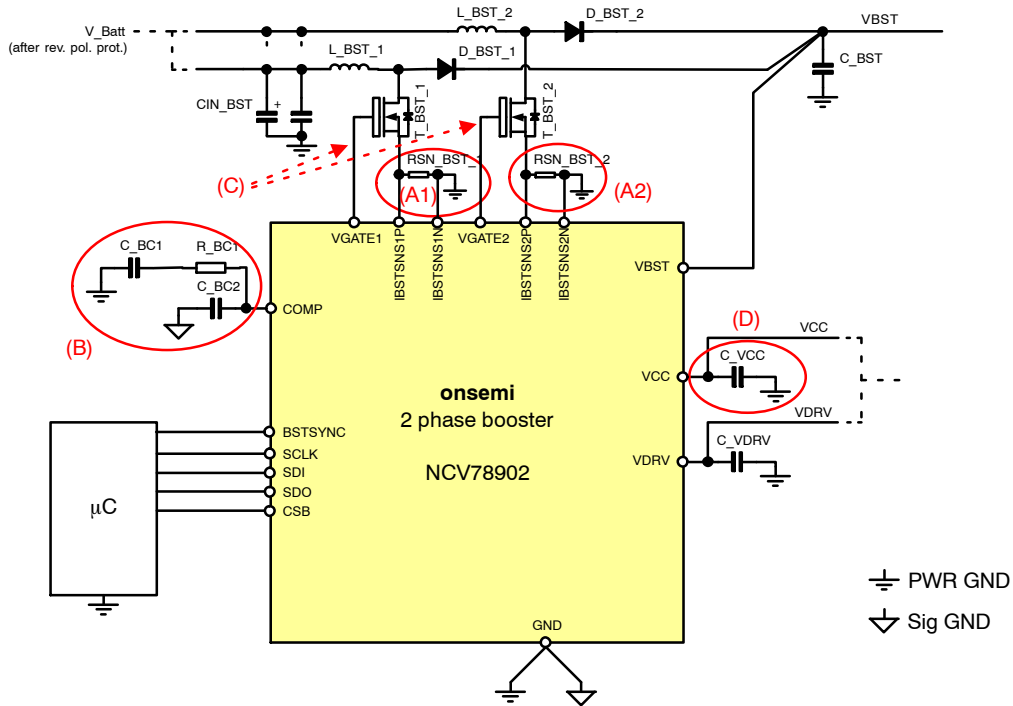 L_BST_2
D_BST_2
VBST
V_Batt
(after rev. pol. prot.)
L_BST_1
D_BST_1
C_BST
CIN_BST
+
T_BST_1
T_BST_2
RSN_BST_1
RSN_BST_2
(C)
(A1)
(A2)
VGATE1
IBSTSNS1P
IBSTSNS1N
VGATE2
IBSTSNS2P
IBSTSNS2N
C_BC1
R_BC1
C_BC2
(B)
COMP
VBST
(D)
VCC
C_VCC
VCC
onsemi
2 phase booster
NCV78902
VDRV
C_VDRV
VDRV
μC
BSTSYNC
SCLK
SDI
SDO
CSB
GND
PWR GND
Sig GND